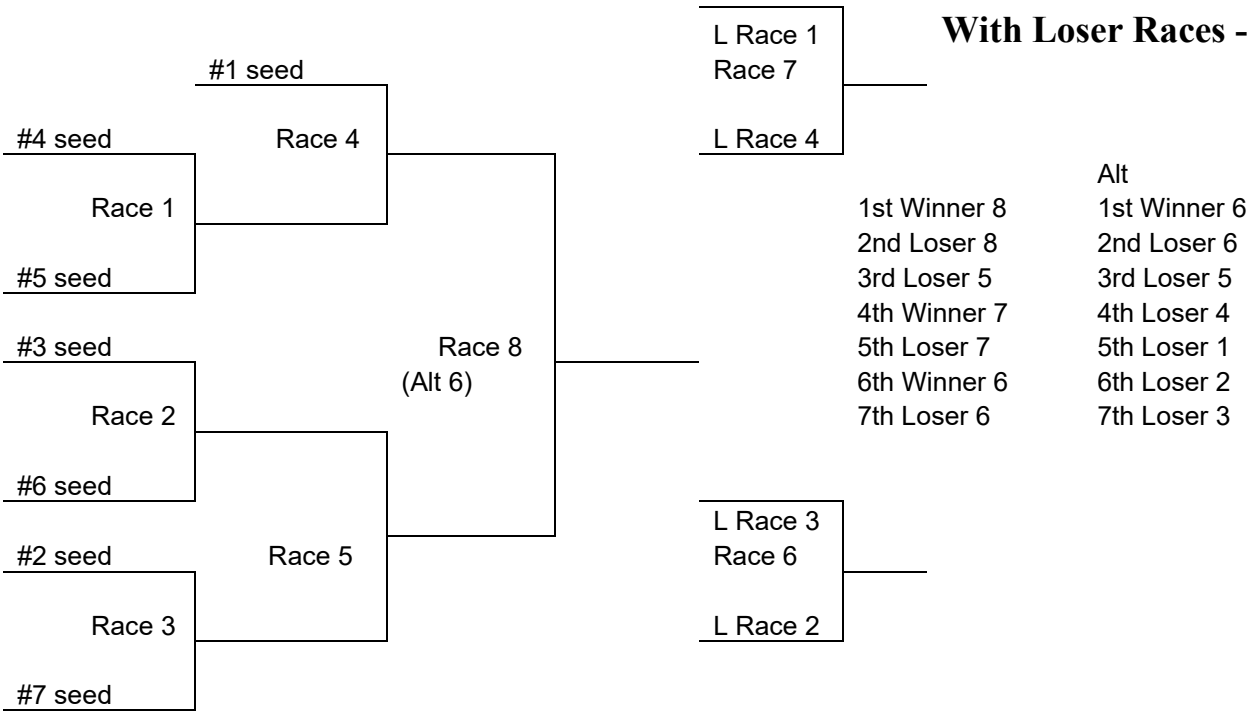 With Loser Races -
#1 seed
#4 seed
Race 4
Race 1
#5 seed
#3 seed
Race 2
#6 seed
#2 seed
Race 5
Race 3
#7 seed
Race 8
(Alt 6)
L Race 1
Race 7
L Race 4
1st Winner 8
2nd Loser 8
3rd Loser 5
4th Winner 7
5th Loser 7
6th Winner 6
7th Loser 6
Alt
1st Winner 6
2nd Loser 6
3rd Loser 5
4th Loser 4
5th Loser 1
6th Loser 2
7th Loser 3
L Race 3
Race 6
L Race 2